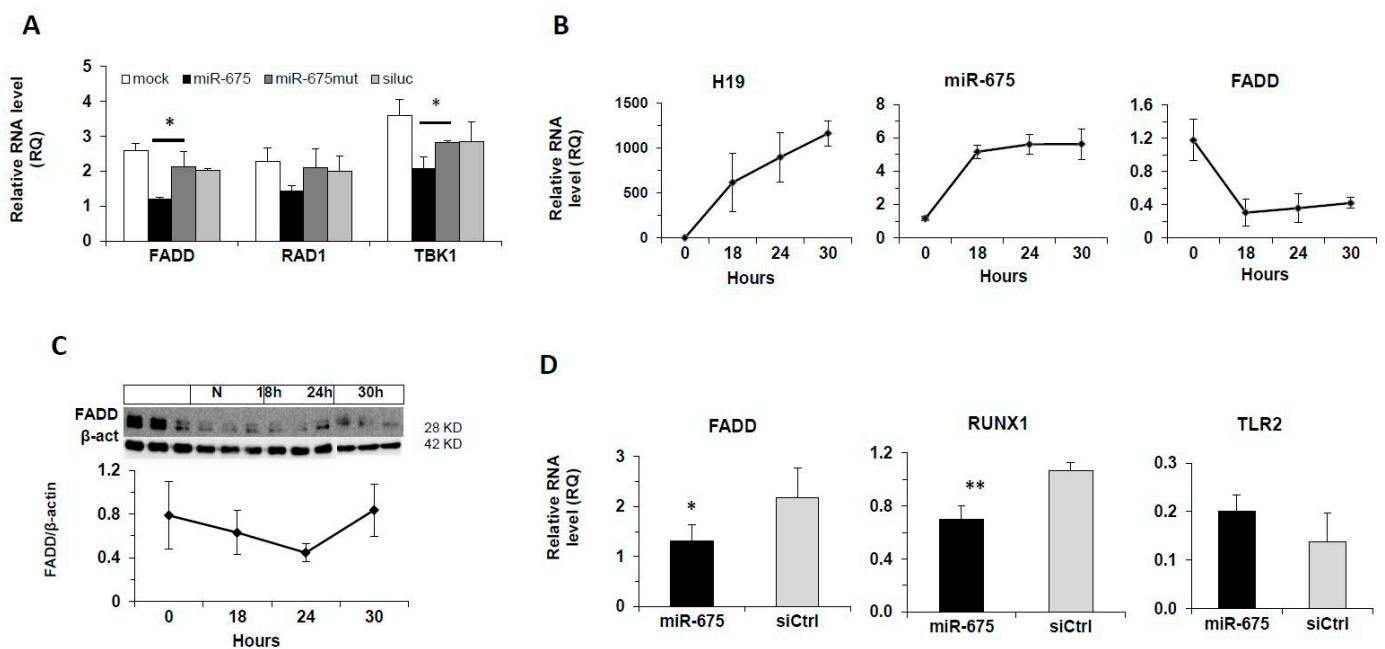 A
Relative RNA level
(RQ)
mock miR-675 miR-675mut siluc
5
4
3
2
1
0
*
*
FADD RAD1 TBK1
B
H19
Relative RNA
level (RQ)
1500
1000
500
0
0 18 24 30
Hours
miR-675
8
6
4
2
0
0 18 24 30
Hours
FADD
1.6
1.2
0.8
0.4
0
0 18 24 30
Hours
C
N 18h 24h 30h
FADD
28 KD
β-act
42 KD
FADD/β-actin
1.2
0.8
0.4
0
0 18 24 30
Hours
D
FADD
Relative RNA
level (RQ)
3
2
1
0
*
miR-675 siCtrl
RUNX1
1.2
0.8
0.4
0.0
**
miR-675 siCtrl
TLR2
0.3
0.2
0.1
0.0
miR-675 siCtrl